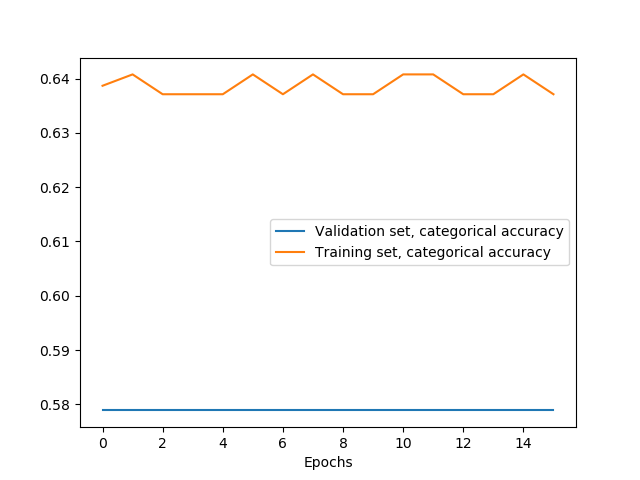 0.64
0.63
0.62
0.61
0.60
0.59
0.58
Validation set, categorical accuracy
Training set, categorical accuracy
0 2 4 6 8 10 12 14
Epochs